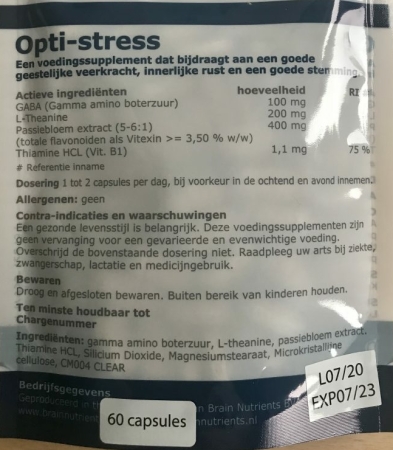 Opti-stress
Een voedingssupplement dat bijdraagt aan een goede
geestelijke veerkracht, innerlijke rust en een goede stemming.
Actieve ingrediënten hoeveelheid RI
GABA (Gamma amino boterzuur) 100 mg
L-Theanine 200 mg
Passiebloem extract (5-6:1) 400 mg
(totale flavonoiden als Vitexin >= 3,50 % w/w)
Thiamine HCL (Vit. B1) 1,1 mg 75 %
# Referentie inname
Dosering 1 tot 2 capsules per dag, bij voorkeur in de ochtend en avond innemen.
Allergenen: geen
Contra-indicaties en waarschuwingen
Een gezonde levensstijl is belangrijk. Deze voedingssupplementen zijn
geen vervanging voor een gevarieerde en evenwichtige voeding.
Overschrijd de bovenstaande dosering niet. Raadpleeg uw arts bij ziekte,
zwangerschap, lactatie en medicijngebruik.
Bewaren
Droog en afgesloten bewaren. Buiten bereik van kinderen houden.
Ten minste houdbaar tot
Chargenummer
Ingrediënten: gamma amino boterzuur, L-theanine, passiebloem extract,
Thiamine HCL, Silicium Dioxide, Magnesiumstearaat, Microkristallijne
cellulose, CM004 CLEAR
L07/20
EXP07/23
Bedrijfsgegevens
Geproduceerd in Brain Nutrients
www.brainnutrient nnutrients.nl
60 capsules